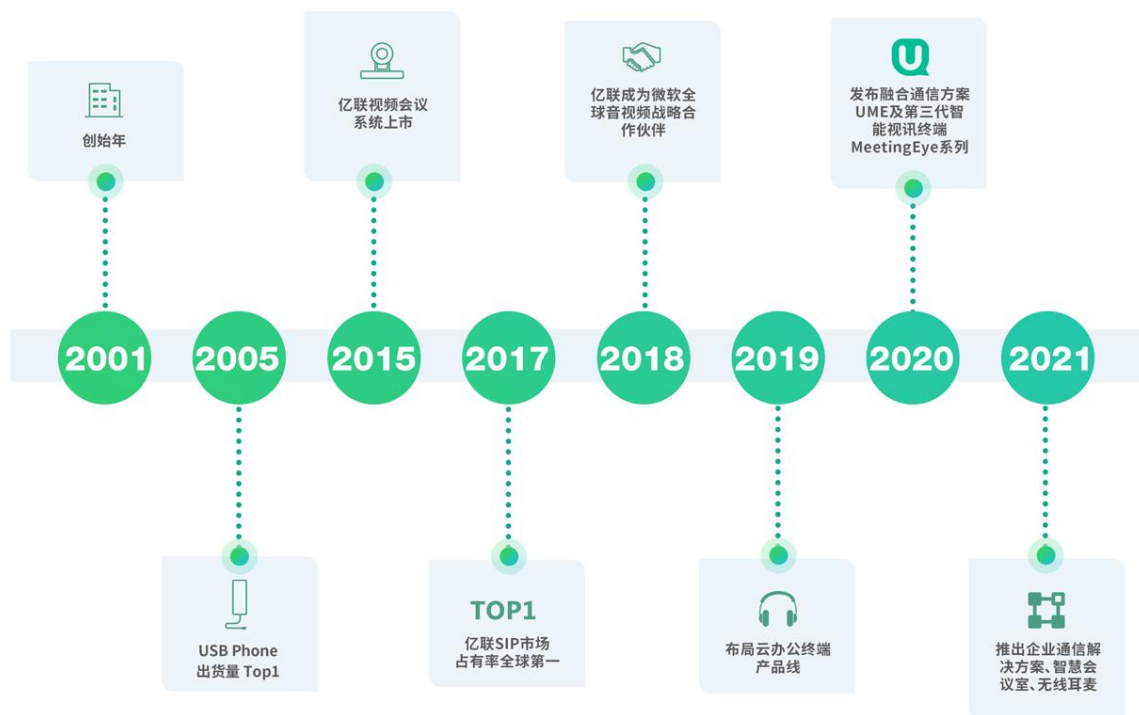 创始年
亿联视频会议
系统上市
亿联成为微软全
球音视频战略合
作伙伴
U
发布融合通信方案
UME及第三代智
能视讯终端
MeetingEye系列
2001
2005
2015
2017
2018
2019
2020
2021
USB Phone
出货量 Top1
TOP1
亿联SIP市场
占有率全球第一
布局云办公终端
产品线
推出企业通信解
决方案、智慧会
议室、无线耳麦